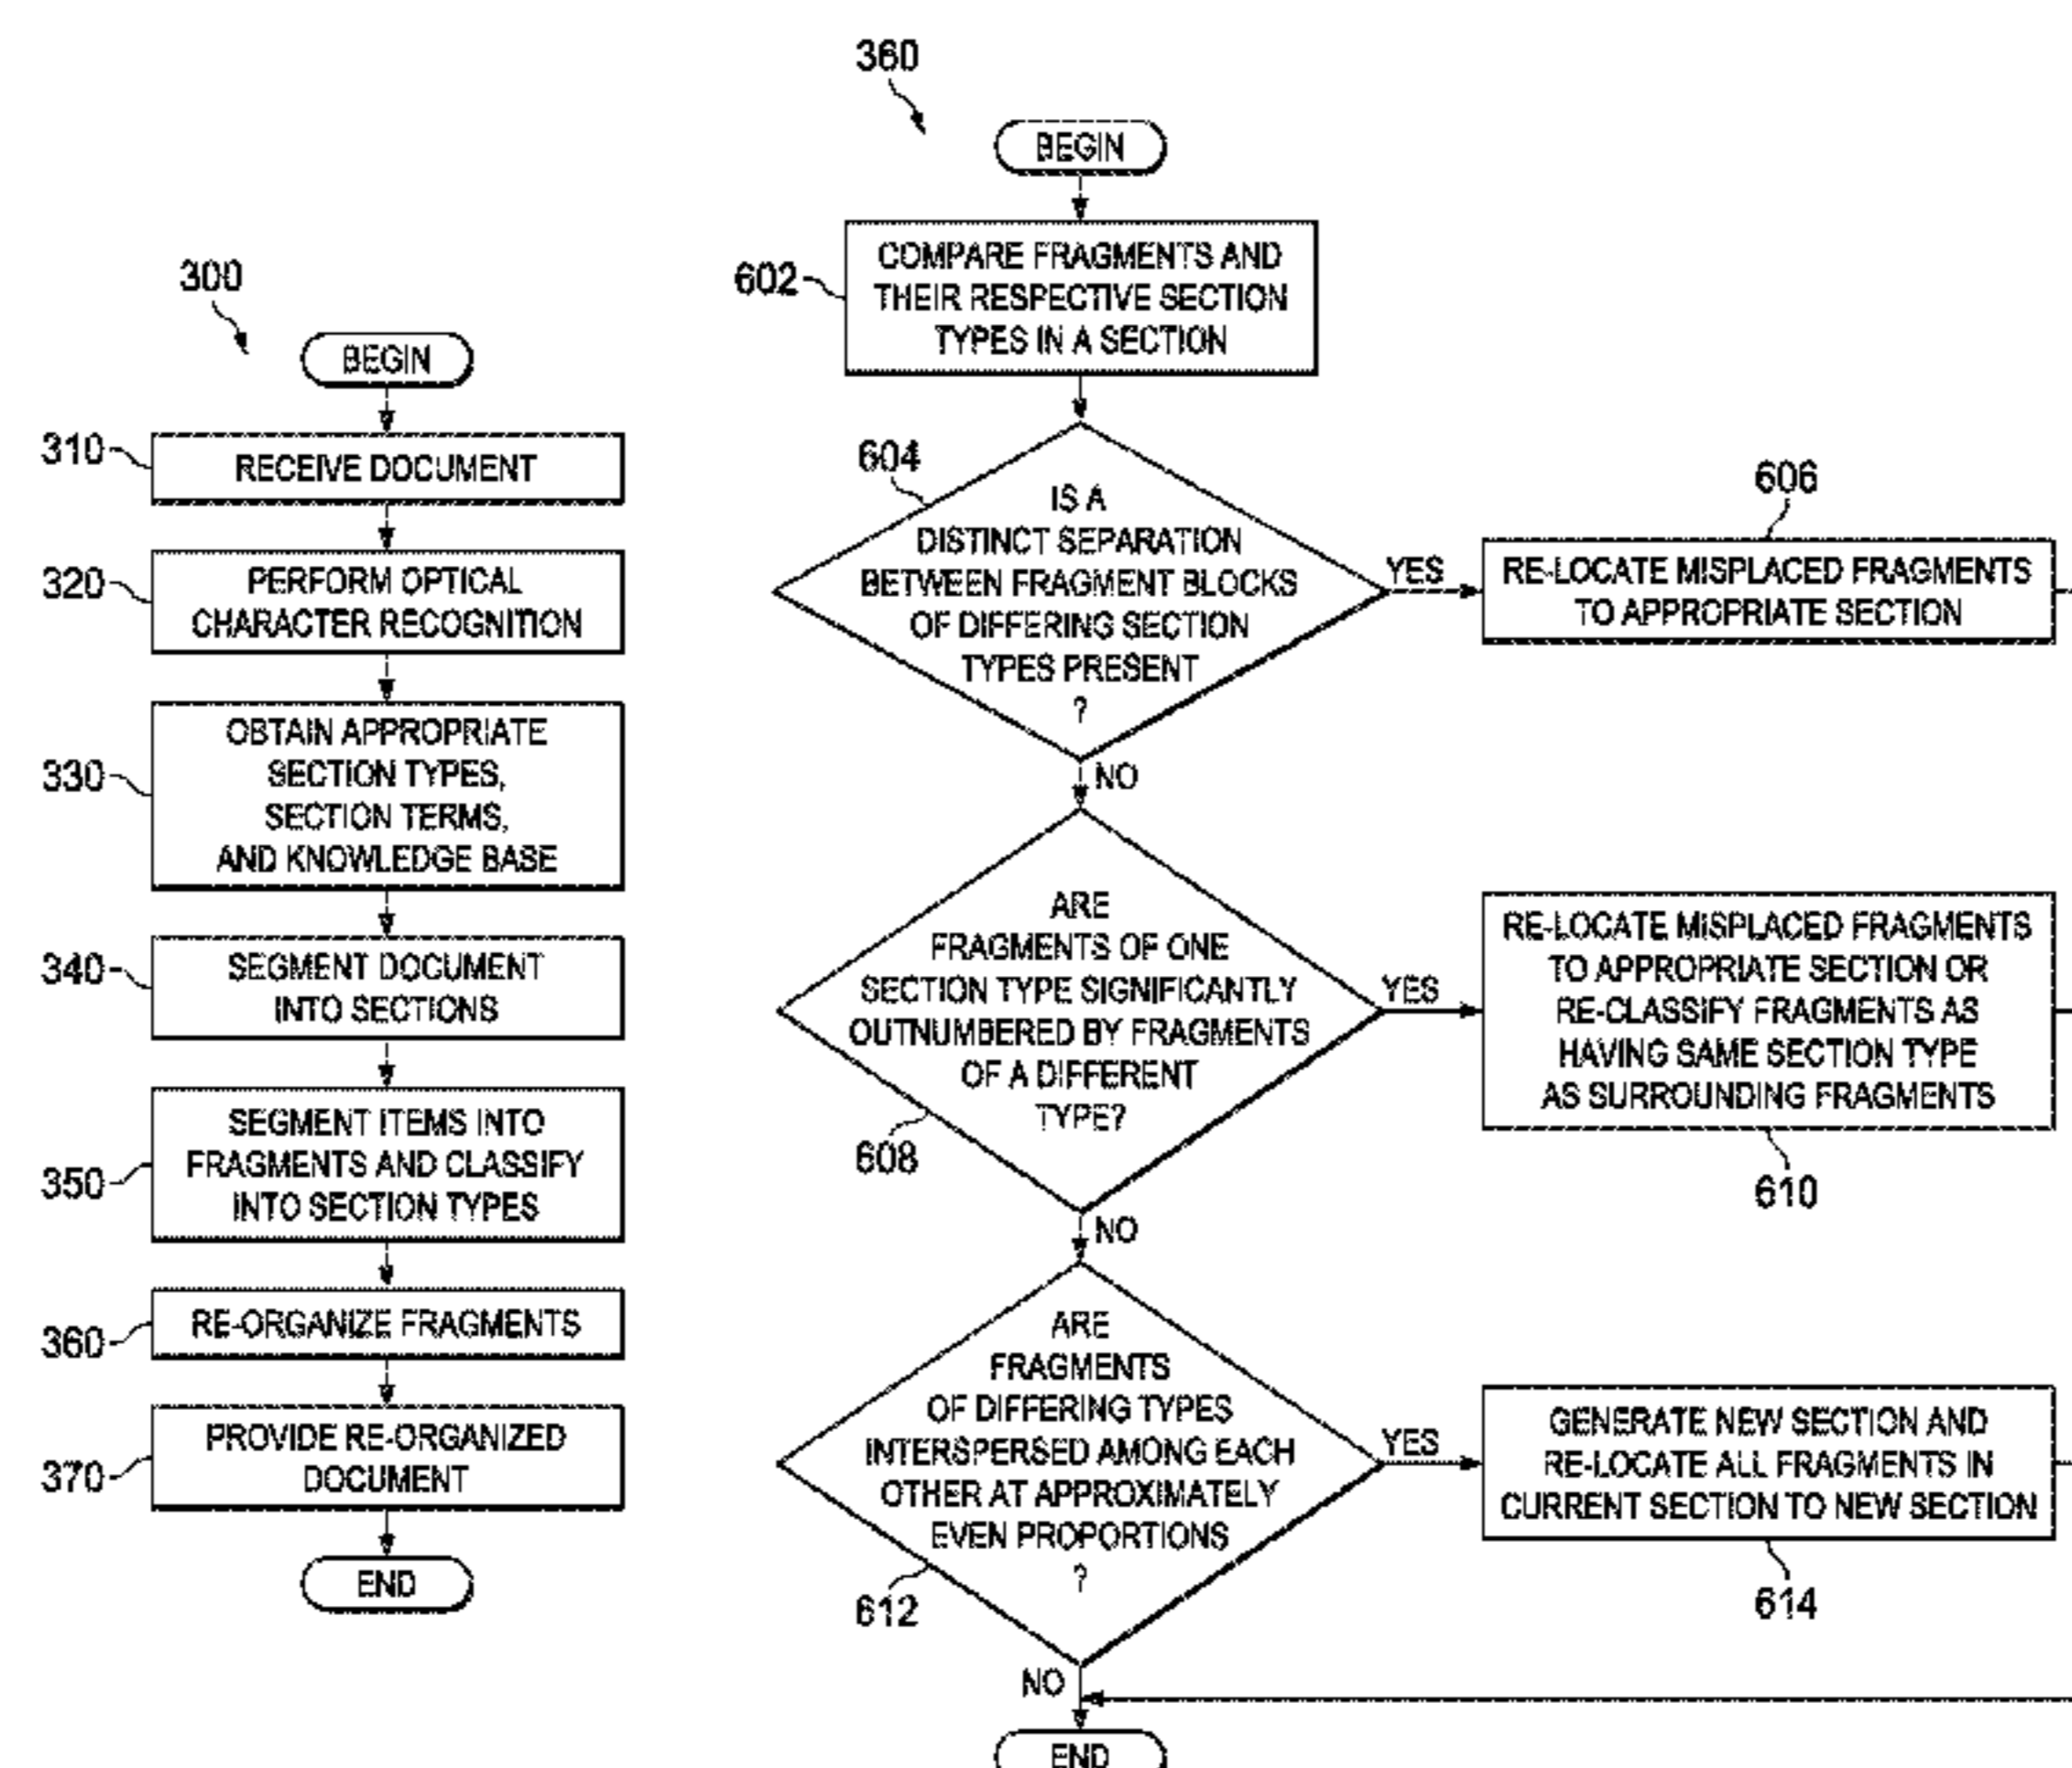 300
BEGIN
310
RECEIVE DOCUMENT
320
PERFORM OPTICAL
CHARACTER RECOGNITION
330
OBTAIN APPROPRIATE
SECTION TYPES,
SECTION TERMS,
AND KNOWLEDGE BASE
340
SEGMENT DOCUMENT
INTO SECTIONS
350
SEGMENT ITEMS INTO
FRAGMENTS AND CLASSIFY
INTO SECTION TYPES
360
RE-ORGANIZE FRAGMENTS
370
PROVIDE RE-ORGANIZED
DOCUMENT
END
360
BEGIN
602
COMPARE FRAGMENTS AND
THEIR RESPECTIVE SECTION
TYPES IN A SECTION
604
IS A
DISTINCT SEPARATION
BETWEEN FRAGMENT BLOCKS
OF DIFFERING SECTION
TYPES PRESENT
?
YES
606
RE-LOCATE MISPLACED FRAGMENTS
TO APPROPRIATE SECTION
NO
ARE
FRAGMENTS OF ONE
SECTION TYPE SIGNIFICANTLY
OUTNUMBERED BY FRAGMENTS
OF A DIFFERENT
TYPE?
608
YES
RE-LOCATE MISPLACED FRAGMENTS
TO APPROPRIATE SECTION OR
RE-CLASSIFY FRAGMENTS AS
HAVING SAME SECTION TYPE
AS SURROUNDING FRAGMENTS
610
NO
ARE
FRAGMENTS
OF DIFFERING TYPES
INTERSPERSED AMONG EACH
OTHER AT APPROXIMATELY
EVEN PROPORTIONS
?
612
YES
GENERATE NEW SECTION AND
RE-LOCATE ALL FRAGMENTS IN
CURRENT SECTION TO NEW SECTION
614
NO
END